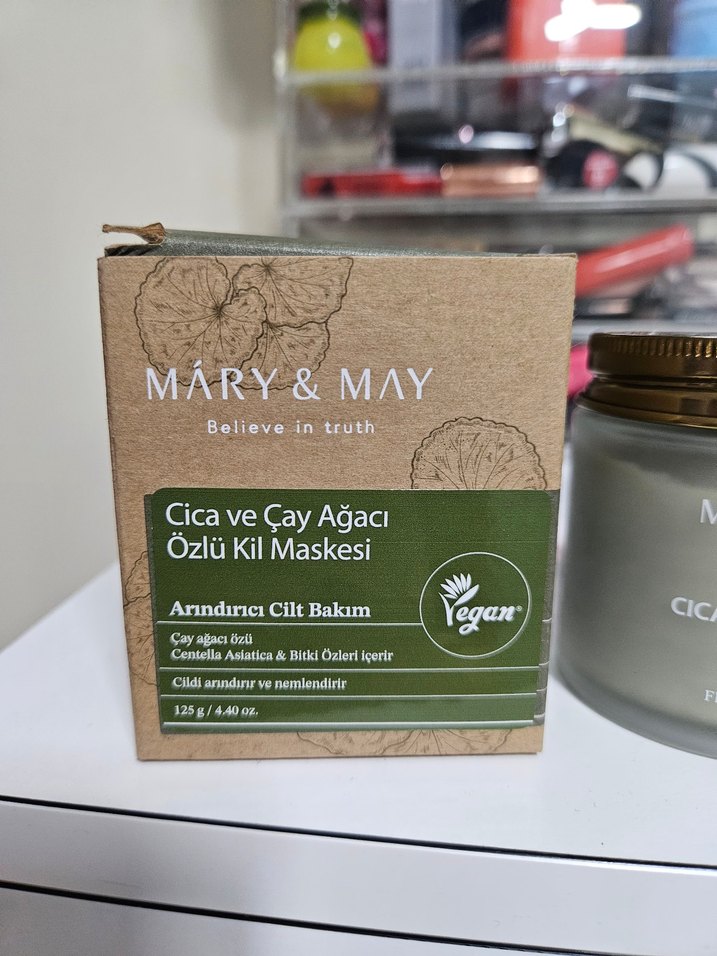 MÁRY & MAY
Believe in truth
Cica ve Çay Ağacı
Özlü Kil Maskesi
Arındırıcı Cilt Bakım
Vegan®
Çay ağacı özü
Centella Asiatica & Bitki Özleri içerir
Cildi arındırır ve nemlendirir
125 g / 4.40 oz.
CICA